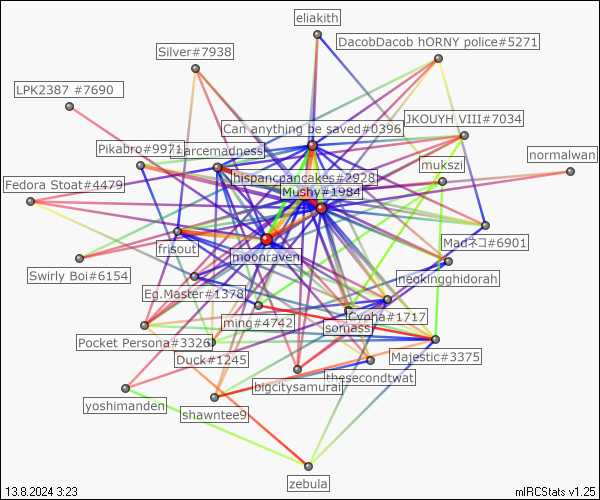 eliakith
DacobDacob hORNY police#5271
Silver#7938
LPK2387 #7690
JKOUYH VIII#7034
Can anything be saved#0396
Pikabro#9971
arcemadness
normalwan
mukszi
hispancpancakes#2928
Fedora Stoat#4479
Mushy#1984
Madネコ#6901
frisout
moonraven
Swirly Boi#6154
neokingghidorah
Eg.Master#1378
Cypha#1717
ming#4742
somass
Pocket Persona#3326
Majestic#3375
Duck#1245
thesecondtwat
bigcitysamurai
yoshimanden
shawntee9
zebula
13.8.2024 3:23
mIRCStats v1.25